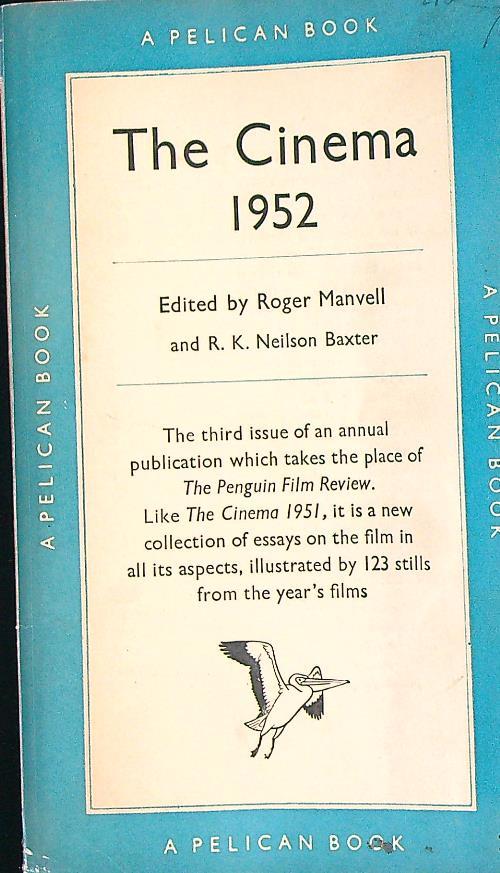 A PELICAN BOOK
The Cinema
1952
Edited by Roger Manvell
and R. K. Neilson Baxter
The third issue of an annual
publication which takes the place of
The Penguin Film Review.
Like The Cinema 1951, it is a new
collection of essays on the film in
all its aspects, illustrated by 123 stills
from the year's films
A PELICAN BOOK
A PELICAN BOOK
A PELICAN BOOK